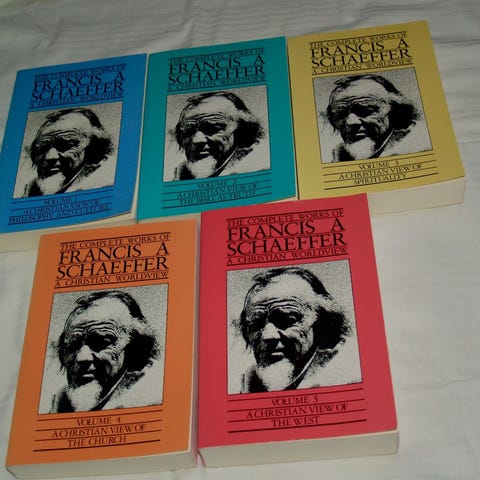 THE COMPLETE WORKS OF
FRANCIS A
SCHAEFFER
A CHRISTIAN WORLDVIEW
VOLUME 1
A CHRISTIAN VIEW OF
PHILOSOPHY AND CULTURE
THE COMPLETE WORKS OF
FRANCIS A
SCHAEFFER
A CHRISTIAN WORLDVIEW
VOLUME 2
A CHRISTIAN VIEW OF
THE BIBLE AS TRUTH
THE COMPLETE WORKS OF
FRANCIS A
SCHAEFFER
A CHRISTIAN WORLDVIEW
VOLUME 3
A CHRISTIAN VIEW OF
SPIRITUALITY
THE COMPLETE WORKS OF
FRANCIS A
SCHAEFFER
A CHRISTIAN WORLDVIEW
VOLUME 4
A CHRISTIAN VIEW OF
THE CHURCH
THE COMPLETE WORKS OF
FRANCIS A
SCHAEFFER
A CHRISTIAN WORLDVIEW
VOLUME 5
A CHRISTIAN VIEW OF
THE WEST